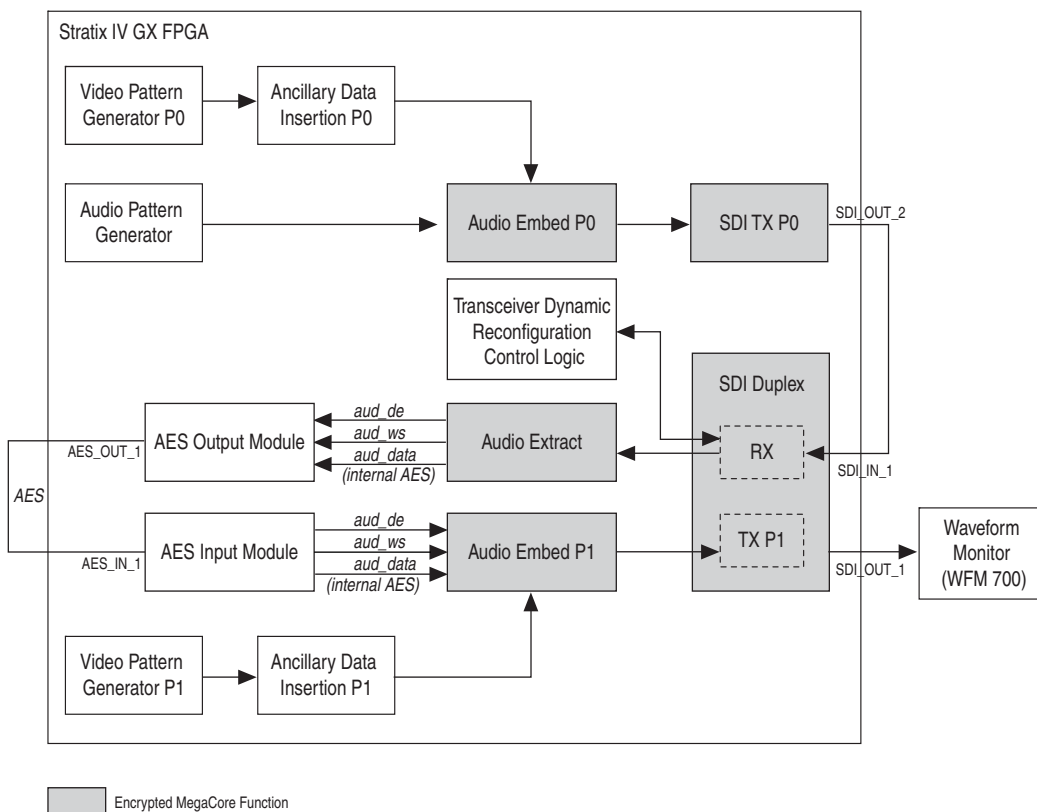 Stratix IV GX FPGA
Video Pattern
Generator P0
Ancillary Data
Insertion P0
Audio Pattern
Generator
Audio Embed P0
SDI TX P0
SDI_OUT_2
Transceiver Dynamic
Reconfiguration
Control Logic
SDI Duplex
AES Output Module
aud_de
aud_ws
aud_data
(internal AES)
Audio Extract
RX
AES_OUT_1
SDI_IN_1
AES
AES_IN_1
AES Input Module
aud_de
aud_ws
aud_data
(internal AES)
Audio Embed P1
TX P1
SDI_OUT_1
Waveform
Monitor
(WFM 700)
Video Pattern
Generator P1
Ancillary Data
Insertion P1
Encrypted MegaCore Function